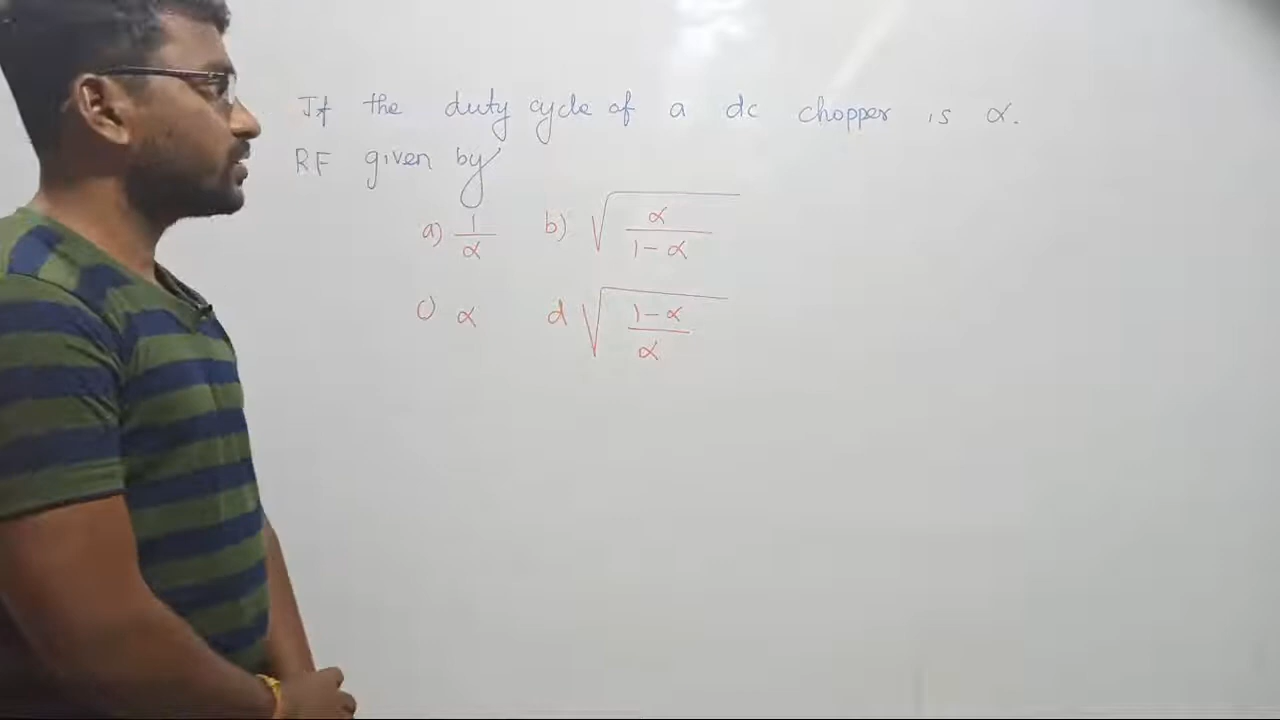 If the duty cycle of a dc chopper is α.
RF given by
a) 1/α b) √(α/(1-α))
c) α d √((1-α)/α)